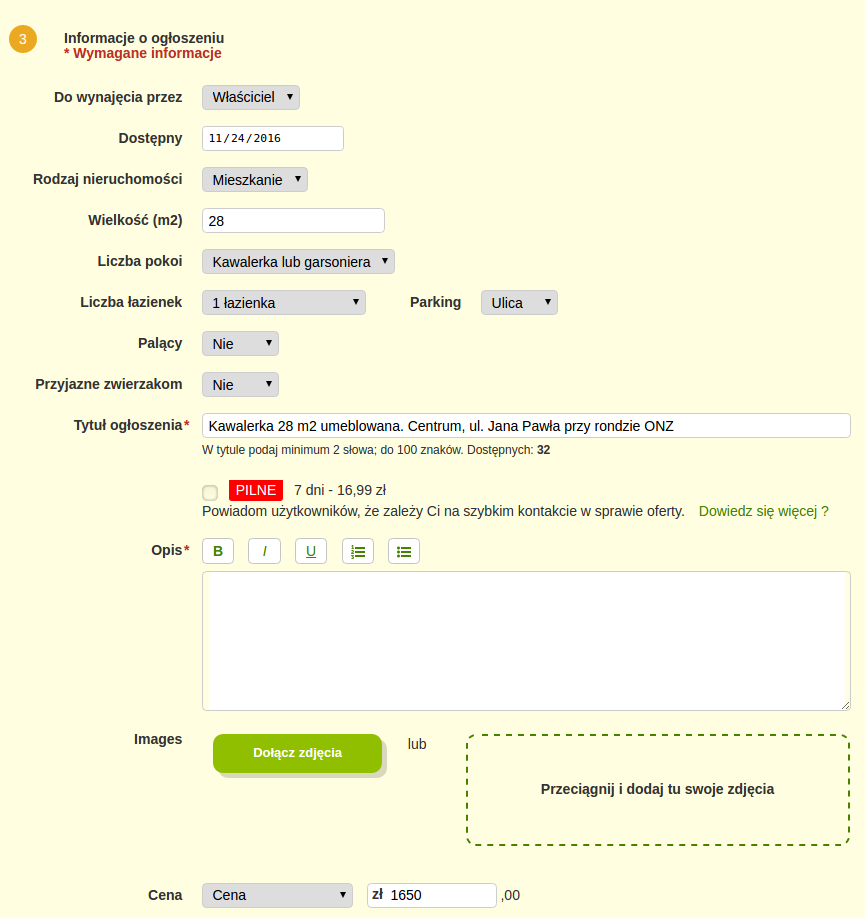 3
Informacje o ogłoszeniu
* Wymagane informacje
Do wynajęcia przez Właściciel
Dostępny 11/24/2016
Rodzaj nieruchomości Mieszkanie
Wielkość (m2) 28
Liczba pokoi Kawalerka lub garsoniera
Liczba łazienek 1 łazienka Parking Ulica
Palący Nie
Przyjazne zwierzakom Nie
Tytuł ogłoszenia* Kawalerka 28 m2 umeblowana. Centrum, ul. Jana Pawła przy rondzie ONZ
W tytule podaj minimum 2 słowa; do 100 znaków. Dostępnych: 32
PILNE 7 dni - 16,99 zł
Powiadom użytkowników, że zależy Ci na szybkim kontakcie w sprawie oferty. Dowiedz się więcej ?
Opis* B I U
Images Dołącz zdjęcia lub
Przeciągnij i dodaj tu swoje zdjęcia
Cena Cena zł 1650 ,00